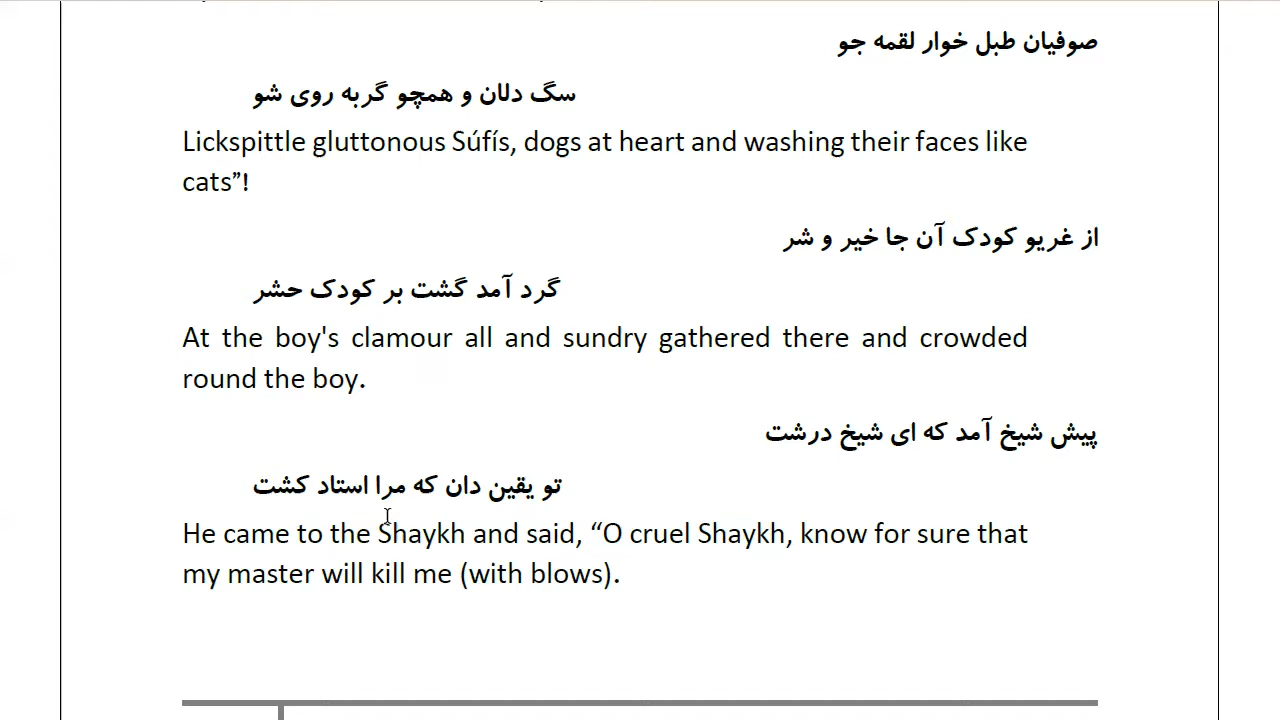 صوفیان طبل خوار لقمه جو
سگ دلان و همچو گربه روی شو
Lickspittle gluttonous Súfís, dogs at heart and washing their faces like
cats”!
از غریو کودک آن جا خیر و شر
گرد آمد گشت بر کودک حشر
At the boy's clamour all and sundry gathered there and crowded
round the boy.
پیش شیخ آمد که ای شیخ درشت
تو یقین دان که مرا استاد کشت
He came to the Shaykh and said, “O cruel Shaykh, know for sure that
my master will kill me (with blows).